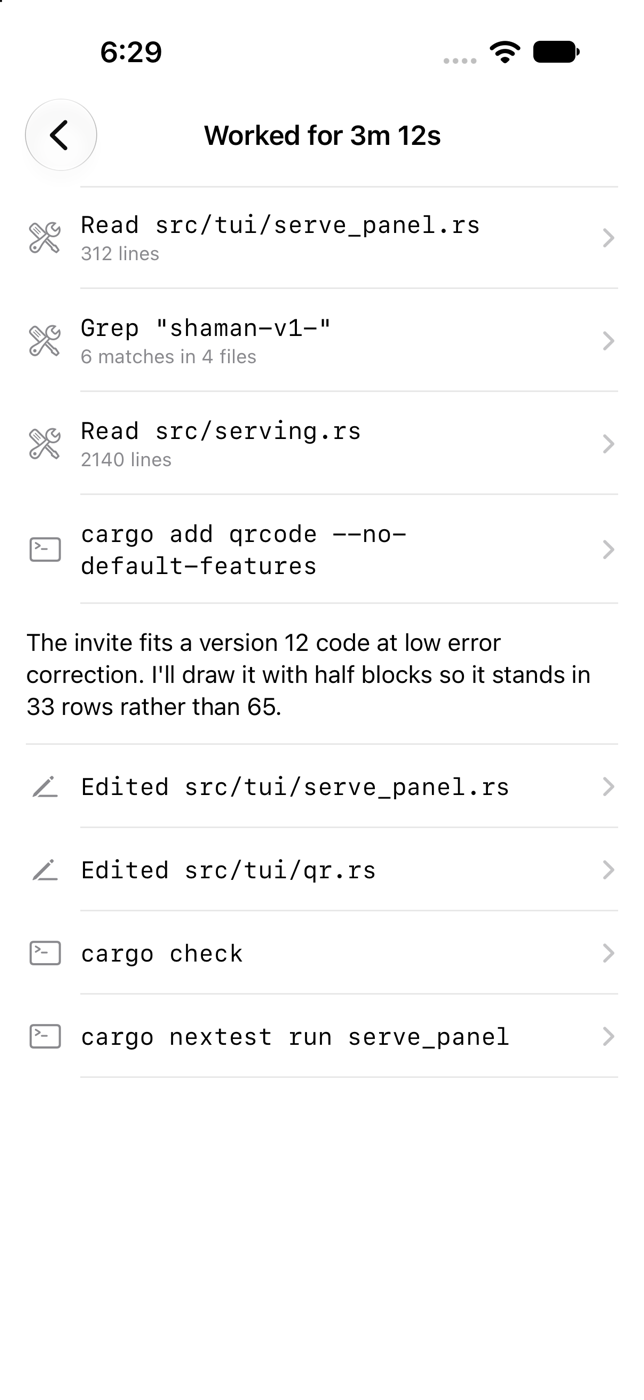 6:29
Worked for 3m 12s
Read src/tui/serve_panel.rs
312 lines
Grep "shaman-v1-"
6 matches in 4 files
Read src/serving.rs
2140 lines
cargo add qrcode --no-
default-features
The invite fits a version 12 code at low error
correction. I'll draw it with half blocks so it stands in
33 rows rather than 65.
Edited src/tui/serve_panel.rs
Edited src/tui/qr.rs
cargo check
cargo nextest run serve_panel